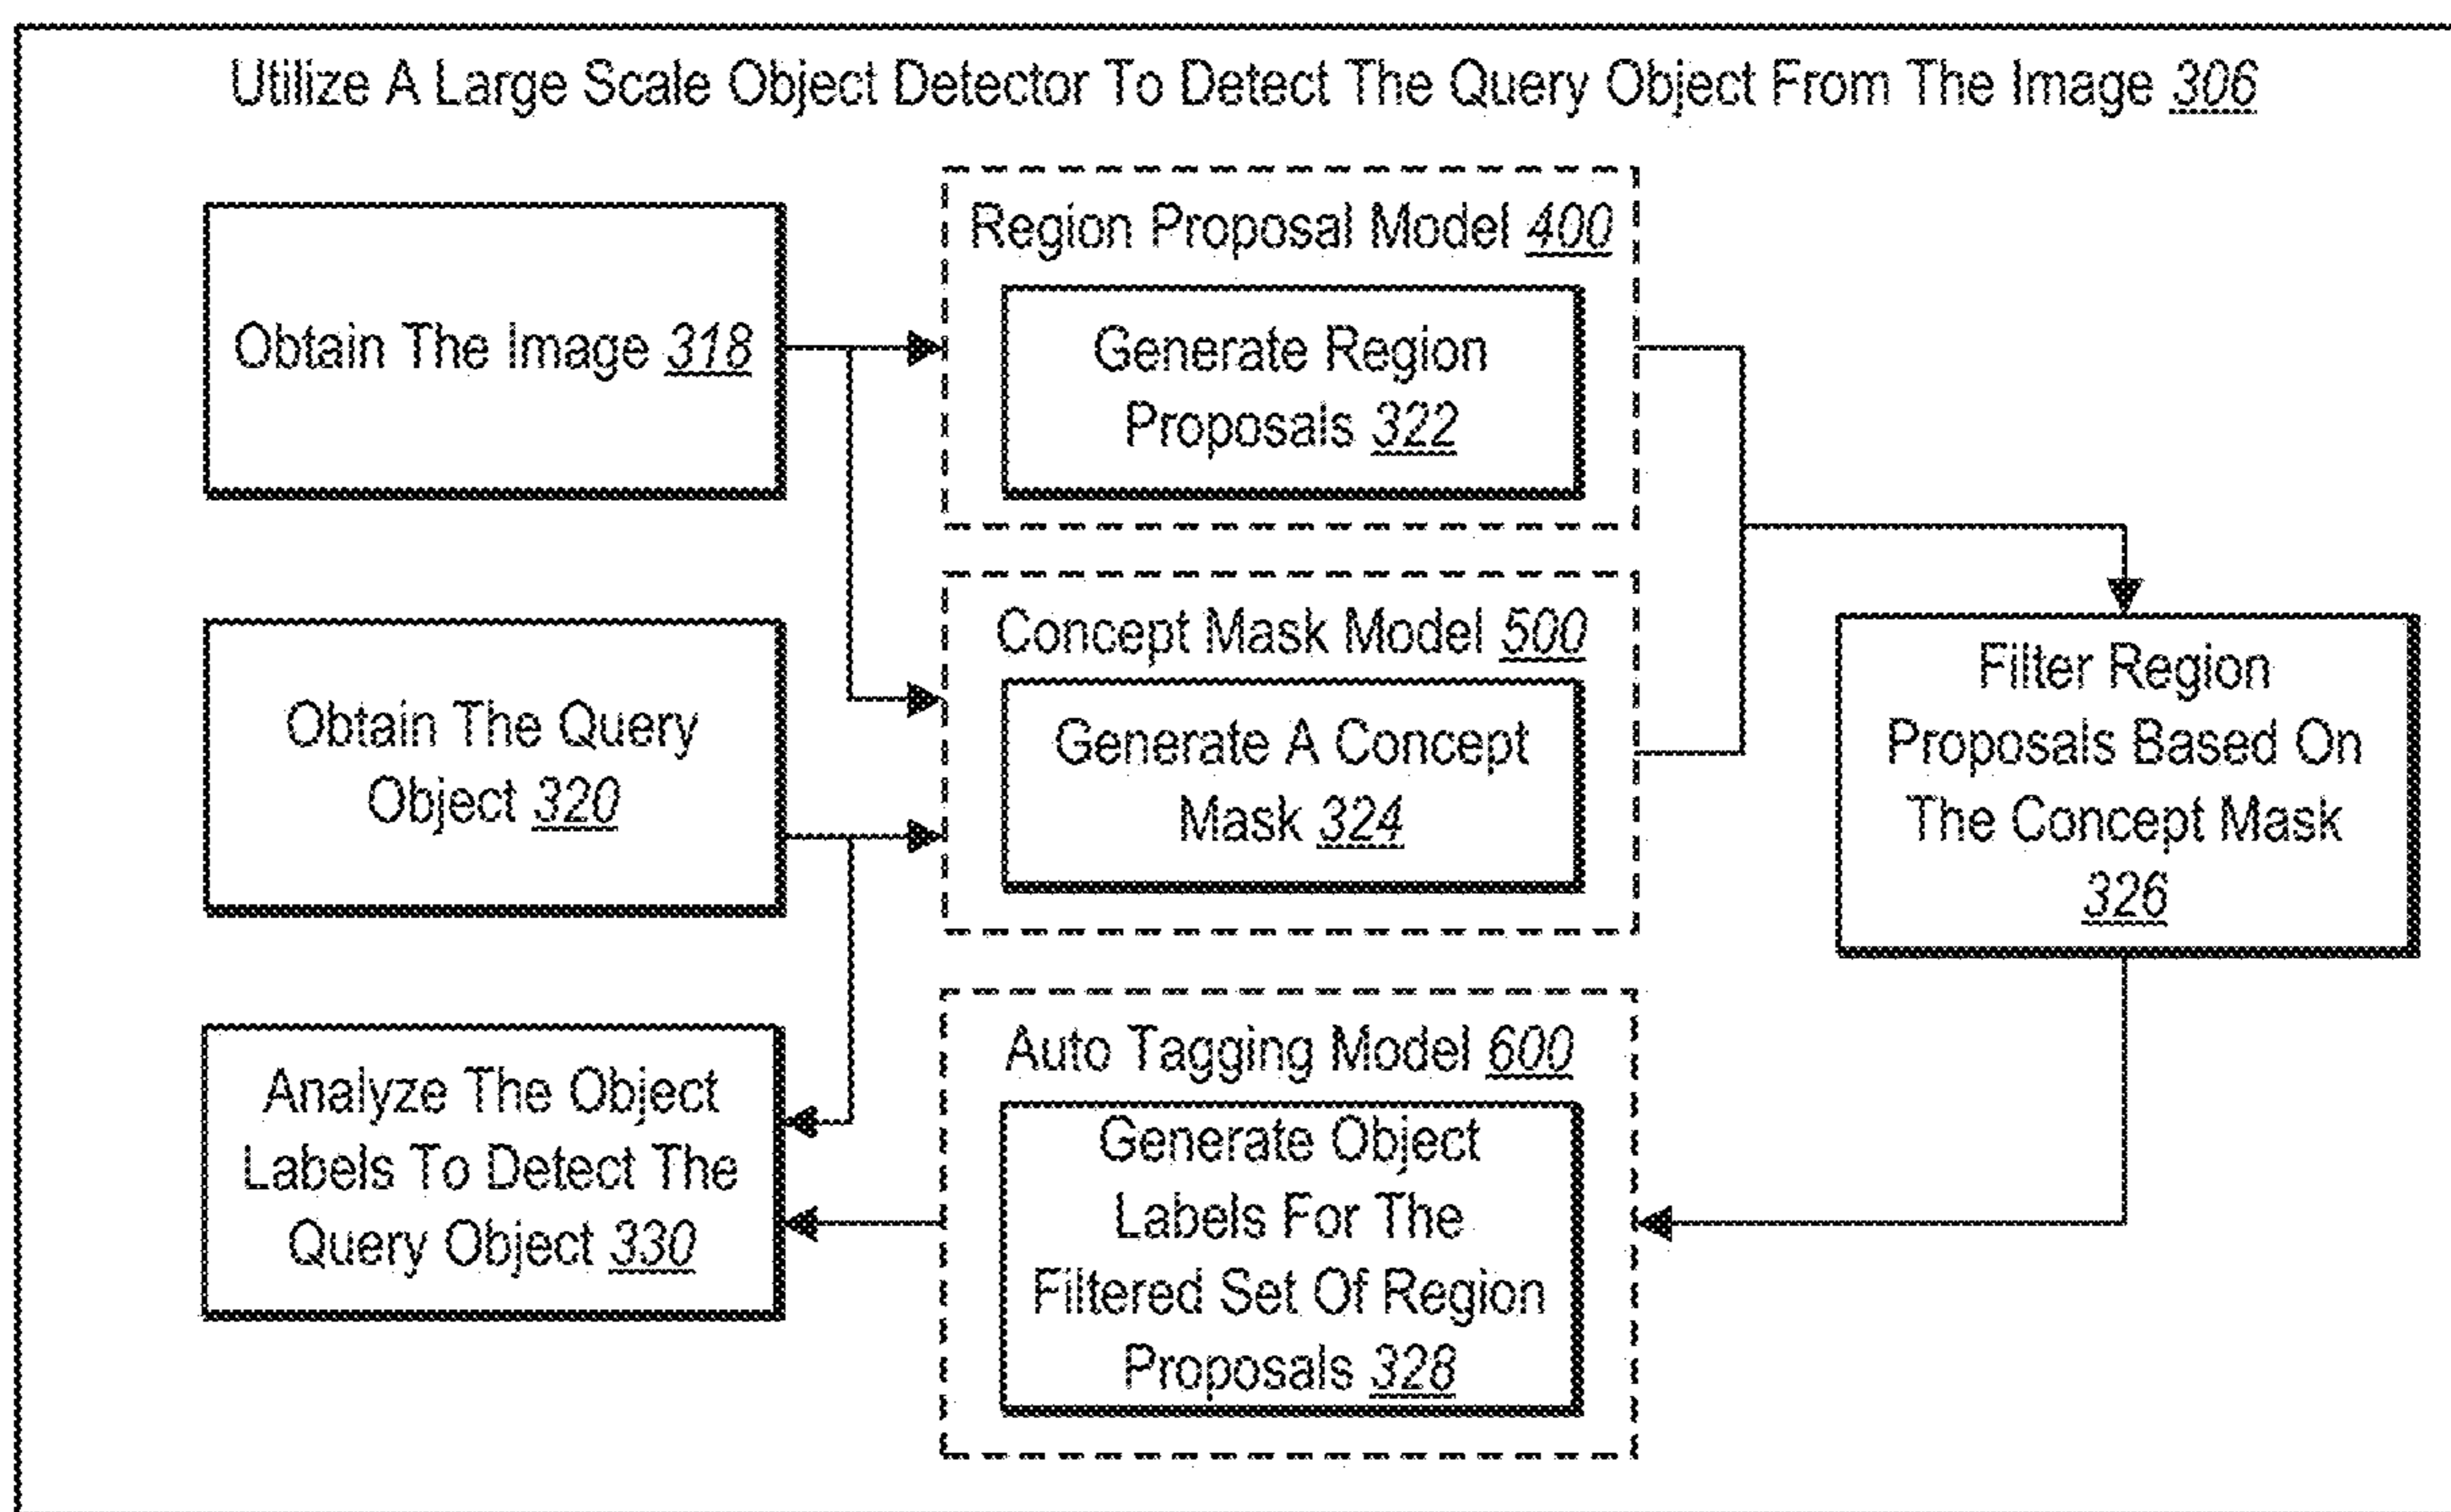 Utilize A Large Scale Object Detector To Detect The Query Object From The Image 306
Obtain The Image 318
Region Proposal Model 400
Generate Region
Proposals 322
Obtain The Query
Object 320
Concept Mask Model 500
Generate A Concept
Mask 324
Filter Region
Proposals Based On
The Concept Mask
326
Auto Tagging Model 600
Generate Object
Labels For The
Filtered Set Of Region
Proposals 328
Analyze The Object
Labels To Detect The
Query Object 330